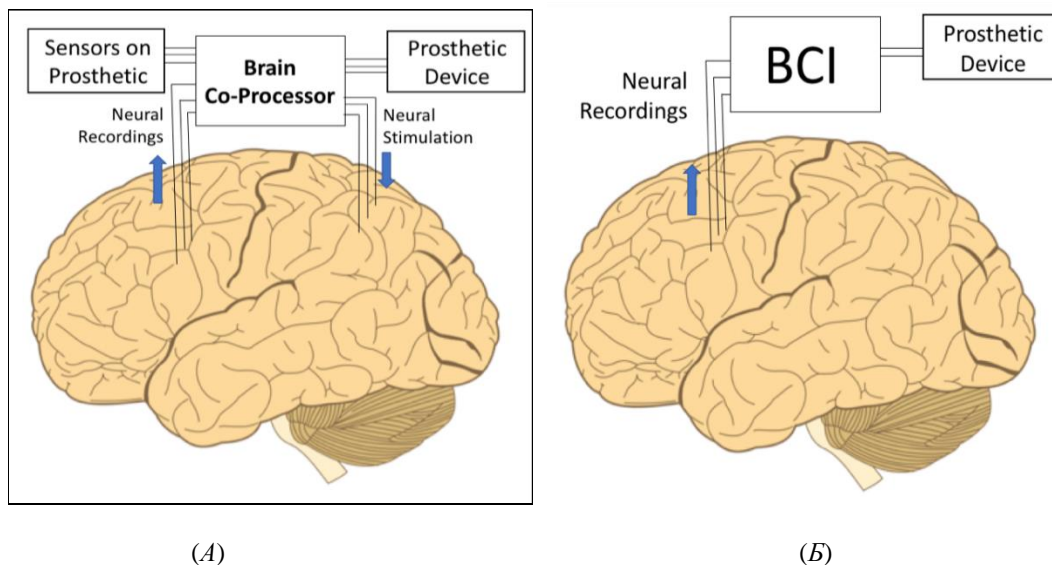 Sensors on
Prosthetic
Brain
Co-Processor
Prosthetic
Device
Neural
Recordings
Neural
Stimulation
BCI
Prosthetic
Device
Neural
Recordings
(А)
(Б)